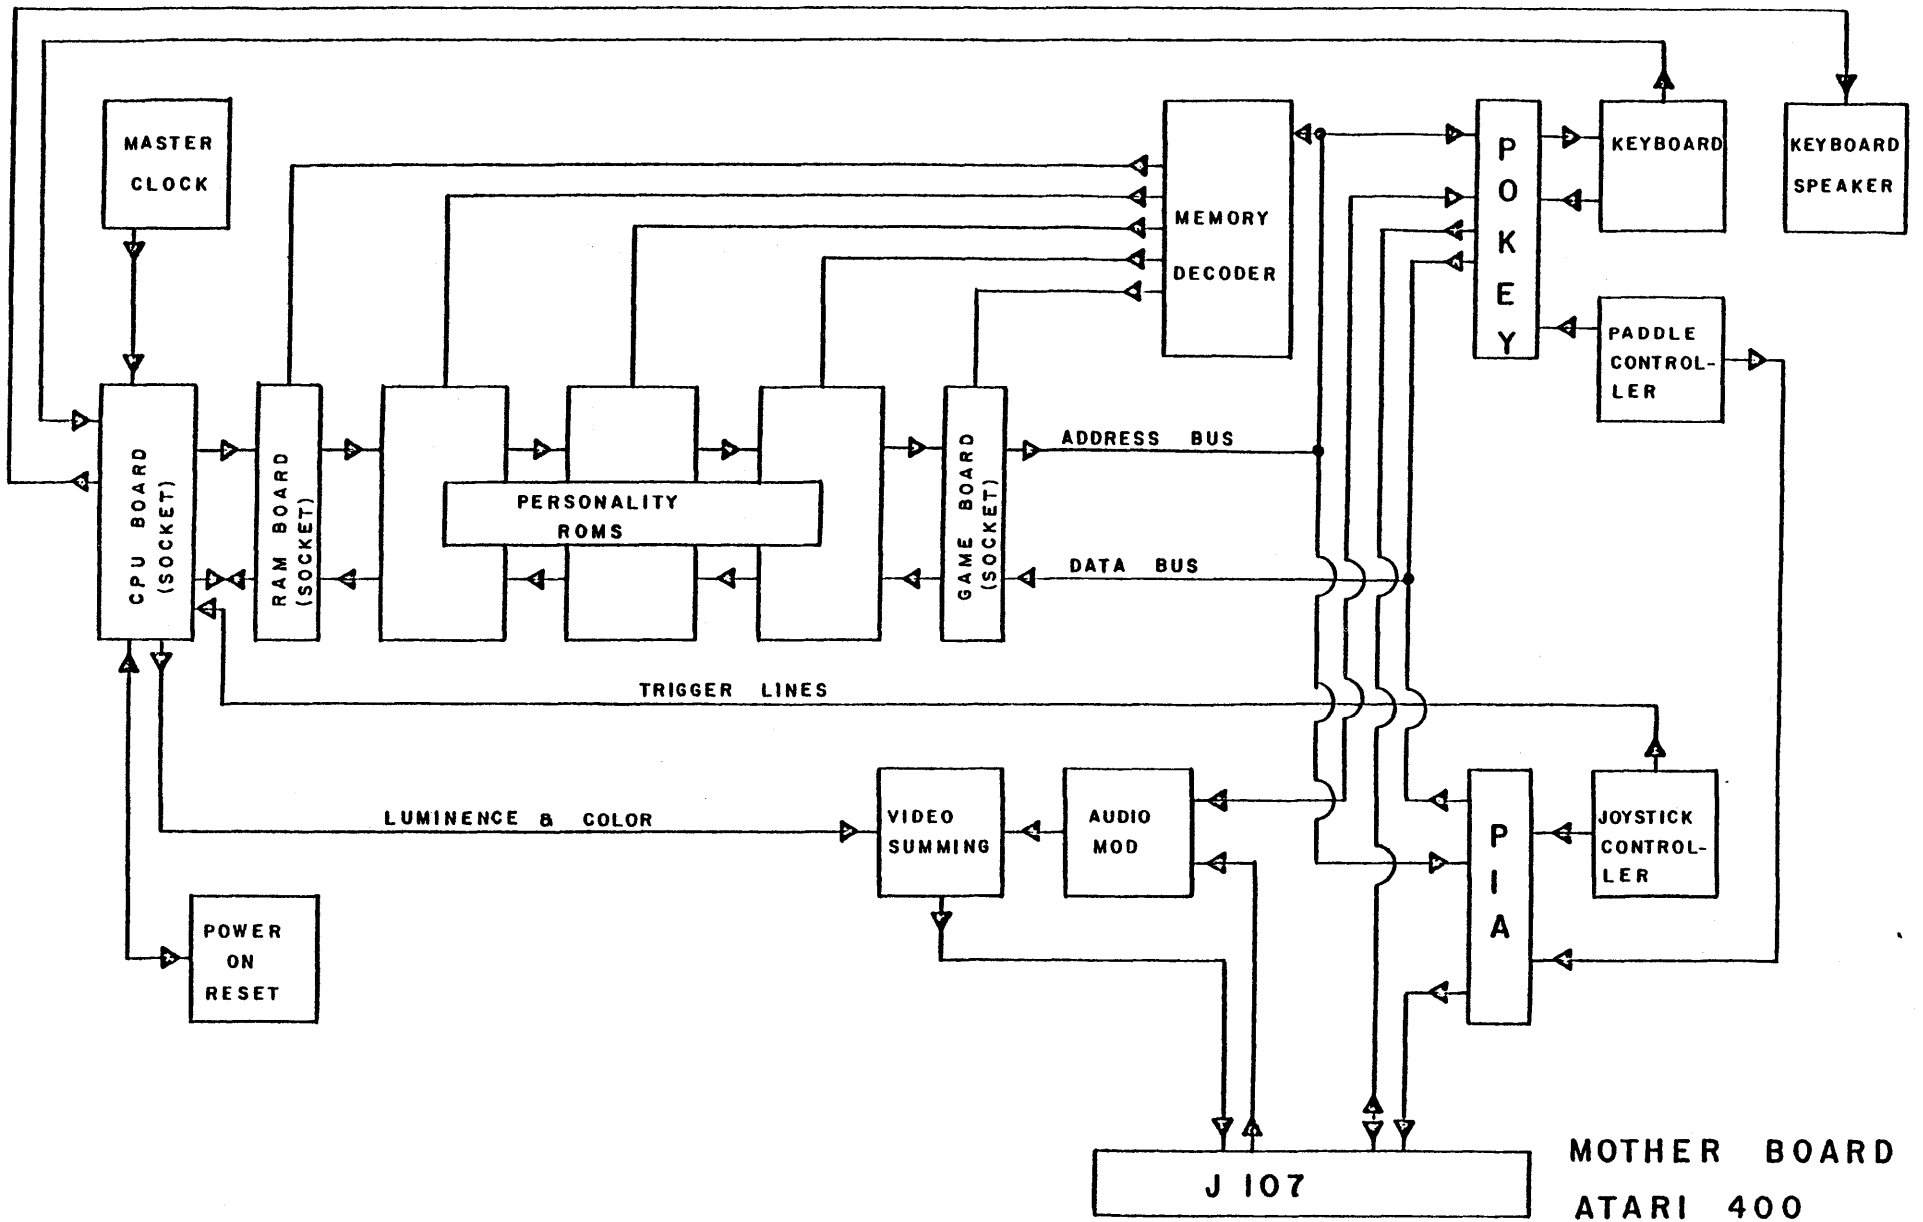 MASTER
CLOCK
MEMORY
DECODER
POKEY
KEYBOARD
KEYBOARD
SPEAKER
PADDLE
CONTROL-
LER
CPU BOARD
(SOCKET)
RAM BOARD
(SOCKET)
PERSONALITY
ROMS
GAME BOARD
(SOCKET)
ADDRESS BUS
DATA BUS
TRIGGER LINES
LUMINENCE & COLOR
VIDEO
SUMMING
AUDIO
MOD
PIA
JOYSTICK
CONTROL-
LER
POWER
ON
RESET
J 107
MOTHER BOARD
ATARI 400